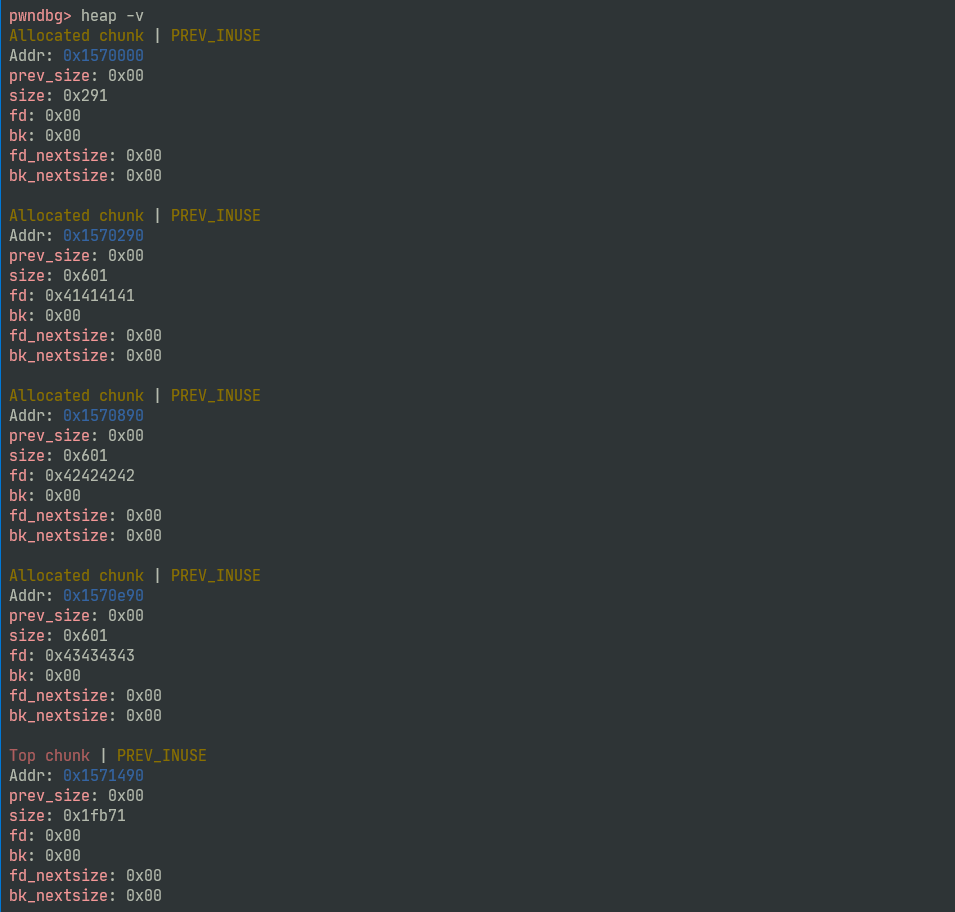 pwndbg> heap -v
Allocated chunk | PREV_INUSE
Addr: 0x1570000
prev_size: 0x00
size: 0x291
fd: 0x00
bk: 0x00
fd_nextsize: 0x00
bk_nextsize: 0x00
Allocated chunk | PREV_INUSE
Addr: 0x1570290
prev_size: 0x00
size: 0x601
fd: 0x41414141
bk: 0x00
fd_nextsize: 0x00
bk_nextsize: 0x00
Allocated chunk | PREV_INUSE
Addr: 0x1570890
prev_size: 0x00
size: 0x601
fd: 0x42424242
bk: 0x00
fd_nextsize: 0x00
bk_nextsize: 0x00
Allocated chunk | PREV_INUSE
Addr: 0x1570e90
prev_size: 0x00
size: 0x601
fd: 0x43434343
bk: 0x00
fd_nextsize: 0x00
bk_nextsize: 0x00
Top chunk | PREV_INUSE
Addr: 0x1571490
prev_size: 0x00
size: 0x1fb71
fd: 0x00
bk: 0x00
fd_nextsize: 0x00
bk_nextsize: 0x00